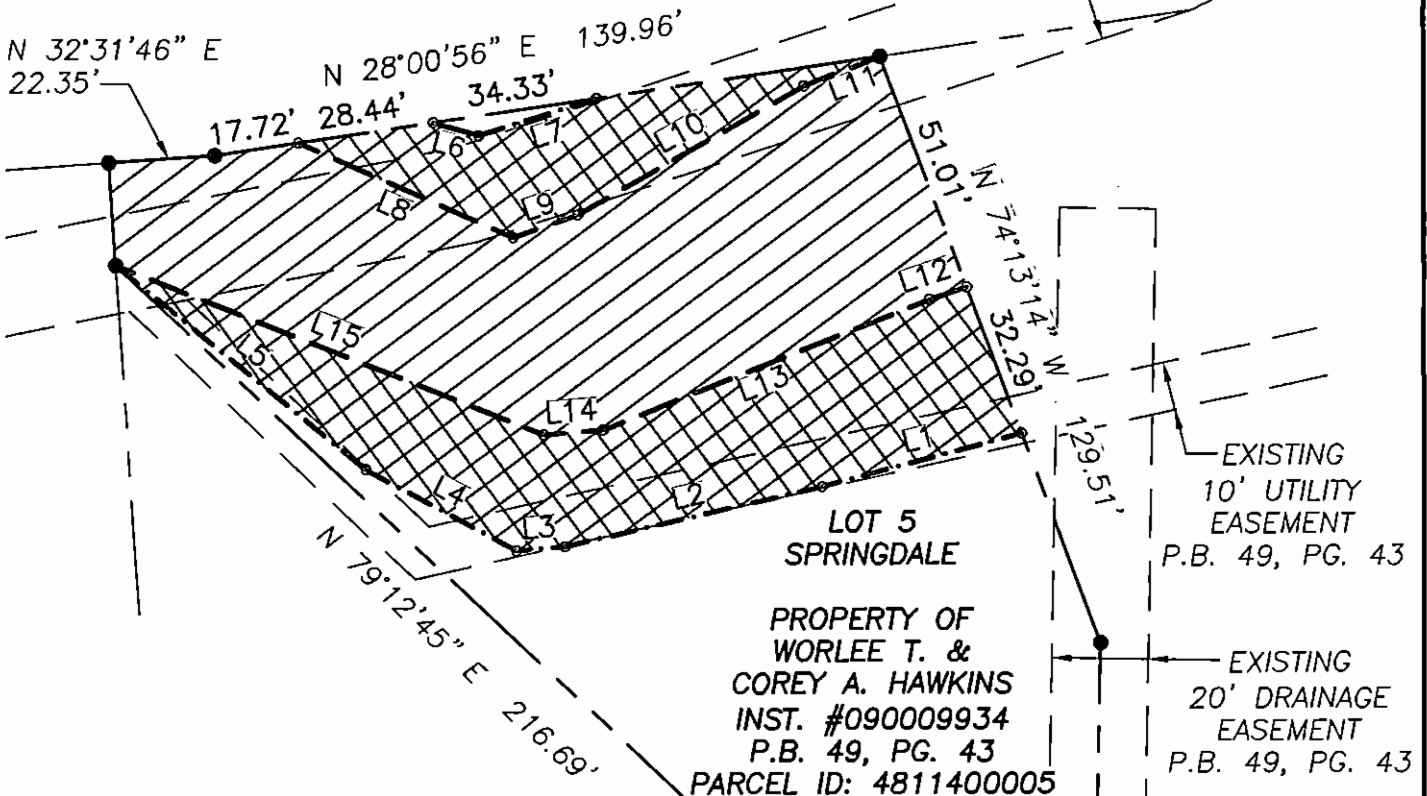 N 32°31'46" E
22.35'
N 28°00'56" E 139.96'
17.72'
28.44'
34.33'
L6
L7
L8
L9
L10
L11
51.01'
N 74°13'14" W
L12
32.29'
L13
L14
L15
L5
L4
L3
L2
L1
129.51'
N 79°12'45" E 216.69'
LOT 5
SPRINGDALE
PROPERTY OF
WORLEE T. &
COREY A. HAWKINS
INST. #090009934
P.B. 49, PG. 43
PARCEL ID: 4811400005
EXISTING
10' UTILITY
EASEMENT
P.B. 49, PG. 43
EXISTING
20' DRAINAGE
EASEMENT
P.B. 49, PG. 43